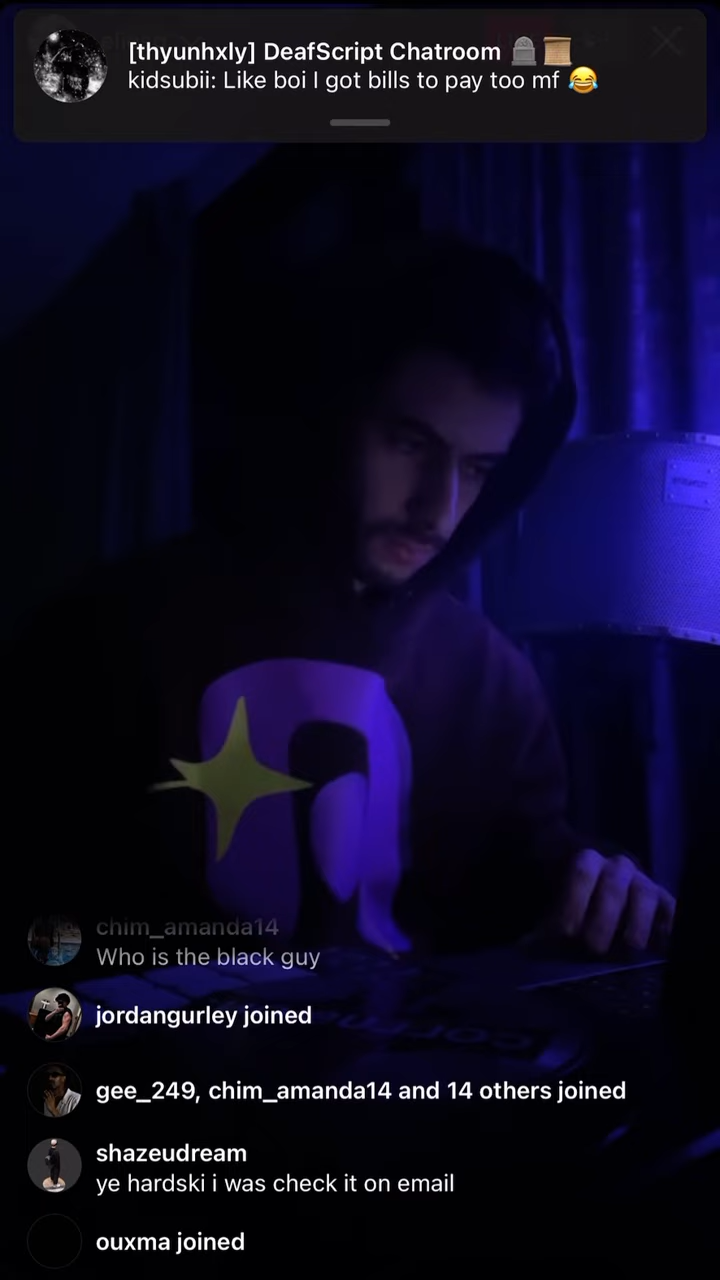 [thyunhxly] DeafScript Chatroom 🪦📜
kidsubii: Like boi I got bills to pay too mf 😂
chim_amanda14
Who is the black guy
jordangurley joined
gee_249, chim_amanda14 and 14 others joined
shazeudream
ye hardski i was check it on email
ouxma joined